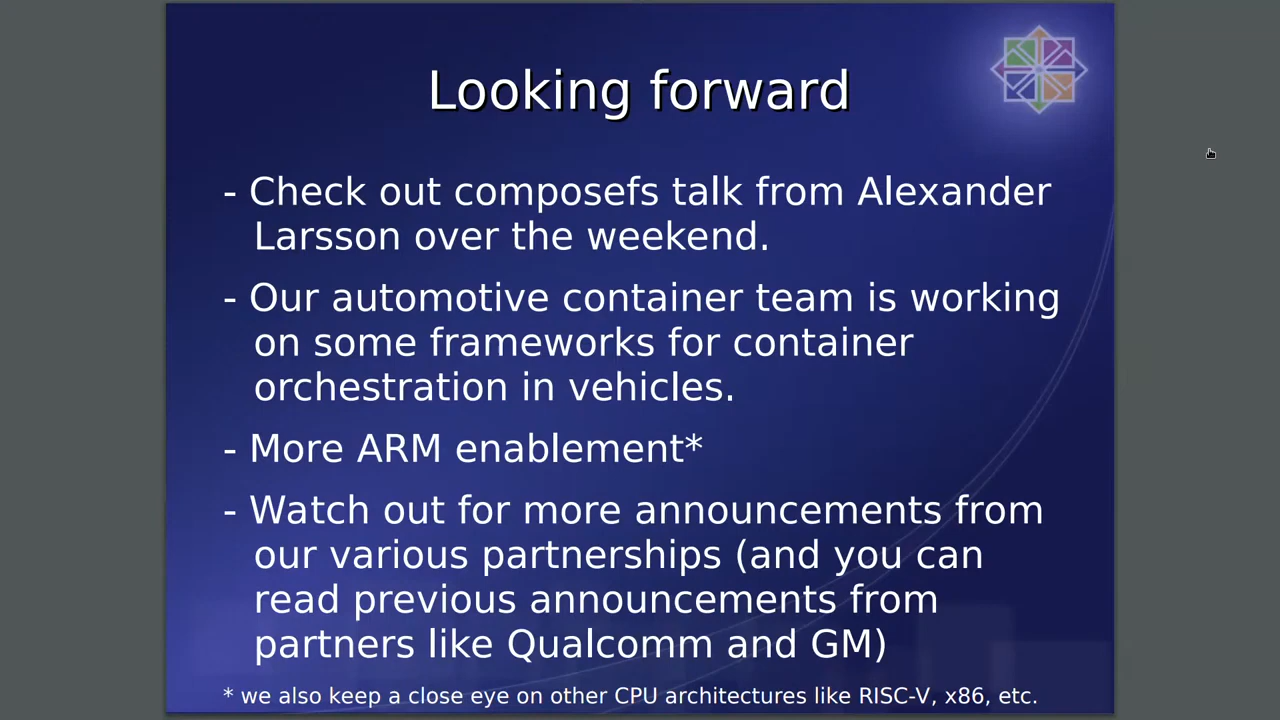 Looking forward
- Check out composefs talk from Alexander
Larsson over the weekend.
- Our automotive container team is working
on some frameworks for container
orchestration in vehicles.
- More ARM enablement*
- Watch out for more announcements from
our various partnerships (and you can
read previous announcements from
partners like Qualcomm and GM)
* we also keep a close eye on other CPU architectures like RISC-V, x86, etc.